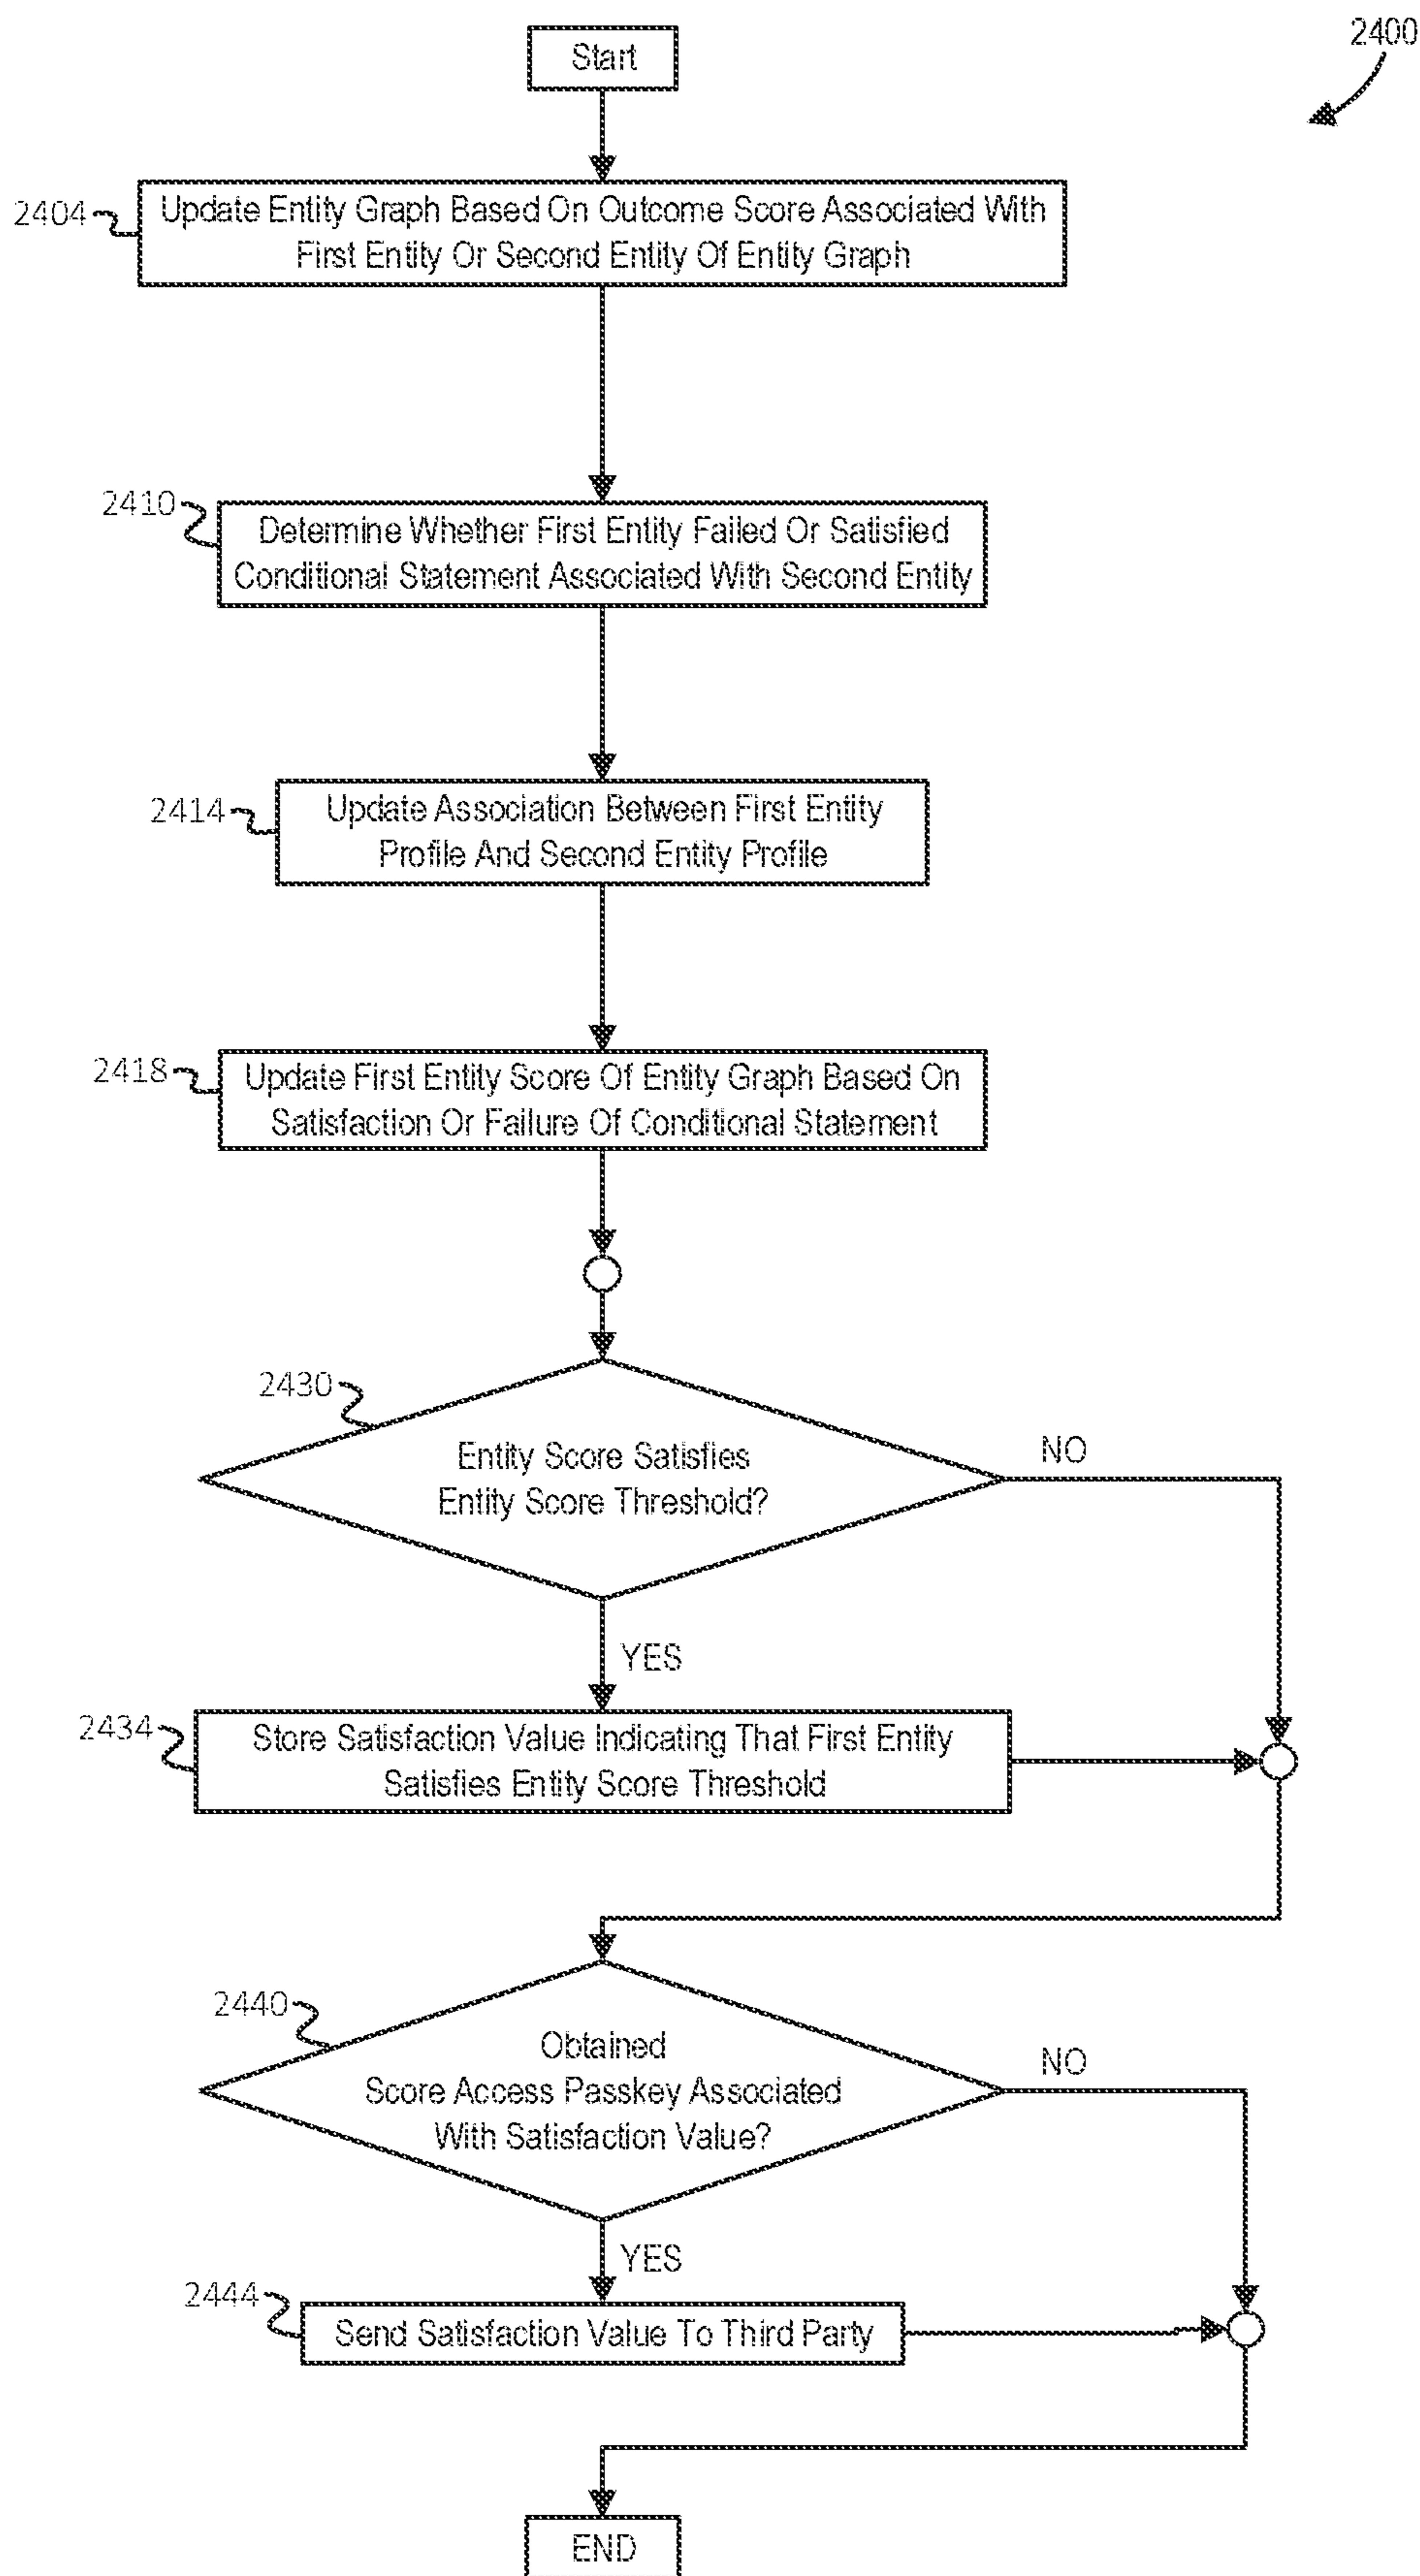 2400
Start
2404
Update Entity Graph Based On Outcome Score Associated With
First Entity Or Second Entity Of Entity Graph
2410
Determine Whether First Entity Failed Or Satisfied
Conditional Statement Associated With Second Entity
2414
Update Association Between First Entity
Profile And Second Entity Profile
2418
Update First Entity Score Of Entity Graph Based On
Satisfaction Or Failure Of Conditional Statement
2430
Entity Score Satisfies
Entity Score Threshold?
NO
YES
2434
Store Satisfaction Value Indicating That First Entity
Satisfies Entity Score Threshold
2440
Obtained
Score Access Passkey Associated
With Satisfaction Value?
NO
YES
2444
Send Satisfaction Value To Third Party
END